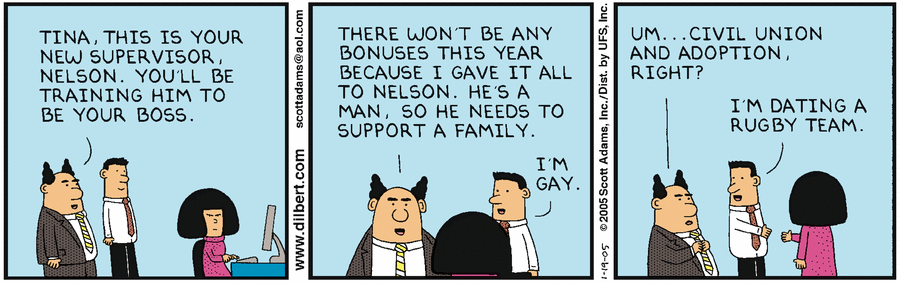 TINA, THIS IS YOUR
NEW SUPERVISOR,
NELSON. YOU'LL BE
TRAINING HIM TO
BE YOUR BOSS.
www.dilbert.com scottadams@aol.com
THERE WON'T BE ANY
BONUSES THIS YEAR
BECAUSE I GAVE IT ALL
TO NELSON. HE'S A
MAN, SO HE NEEDS TO
SUPPORT A FAMILY.
I'M
GAY.
1-19-05 © 2005 Scott Adams, Inc./Dist. by UFS, Inc.
UM...CIVIL UNION
AND ADOPTION,
RIGHT?
I'M DATING A
RUGBY TEAM.